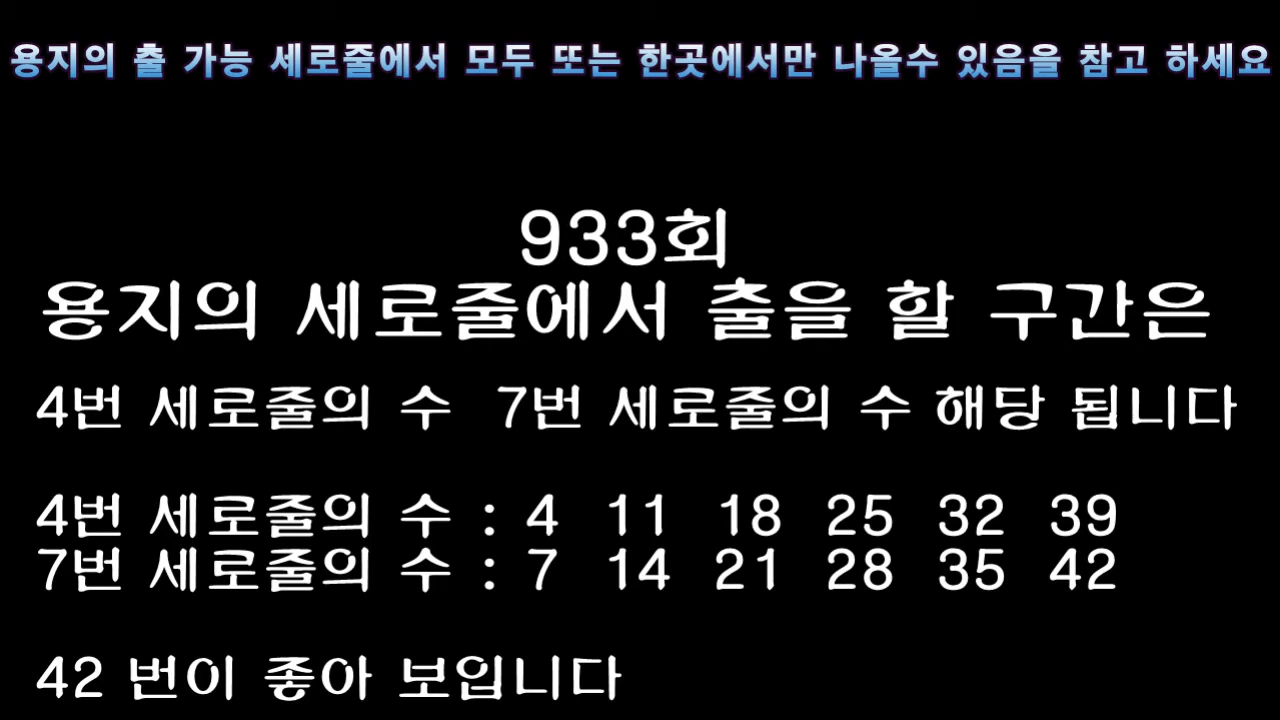 용지의 출 가능 세로줄에서 모두 또는 한곳에서만 나올수 있음을 참고 하세요
933회
용지의 세로줄에서 출을 할 구간은
4번 세로줄의 수 7번 세로줄의 수 해당 됩니다
4번 세로줄의 수 : 4 11 18 25 32 39
7번 세로줄의 수 : 7 14 21 28 35 42
42 번이 좋아 보입니다